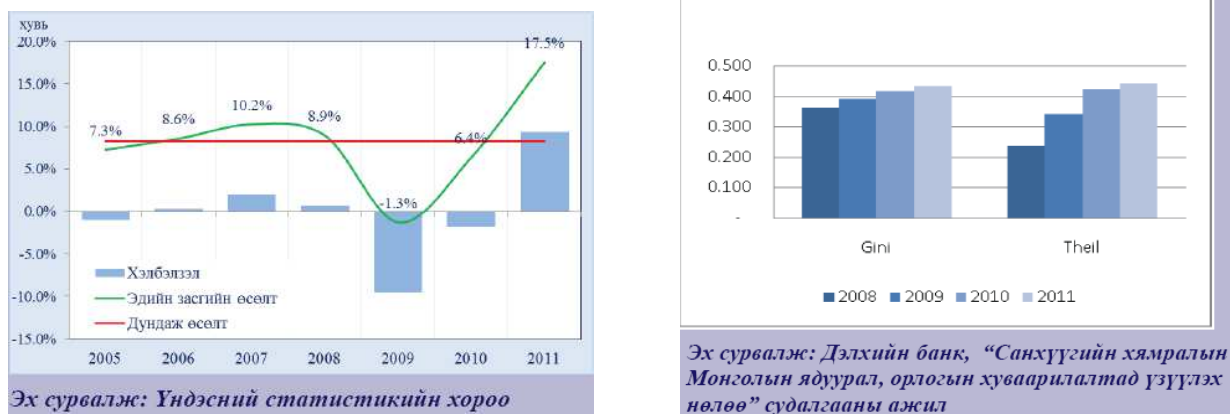 хувь
20.0%
15.0%
10.0%
5.0%
0.0%
-5.0%
-10.0%
-15.0%
7.3%
8.6%
10.2%
8.9%
-1.3%
6.4%
17.5%
Хэлбэлзэл
Эдийн засгийн өсөлт
Дундаж өсөлт
2005 2006 2007 2008 2009 2010 2011
Эх сурвалж: Үндэсний статистикийн хороо
0.500
0.400
0.300
0.200
0.100
-
Gini Theil
2008 2009 2010 2011
Эх сурвалж: Дэлхийн банк, “Санхүүгийн хямралын
Монголын ядуурал, орлогын хуваарилалтад үзүүлэх
нөлөө” судалгааны ажил